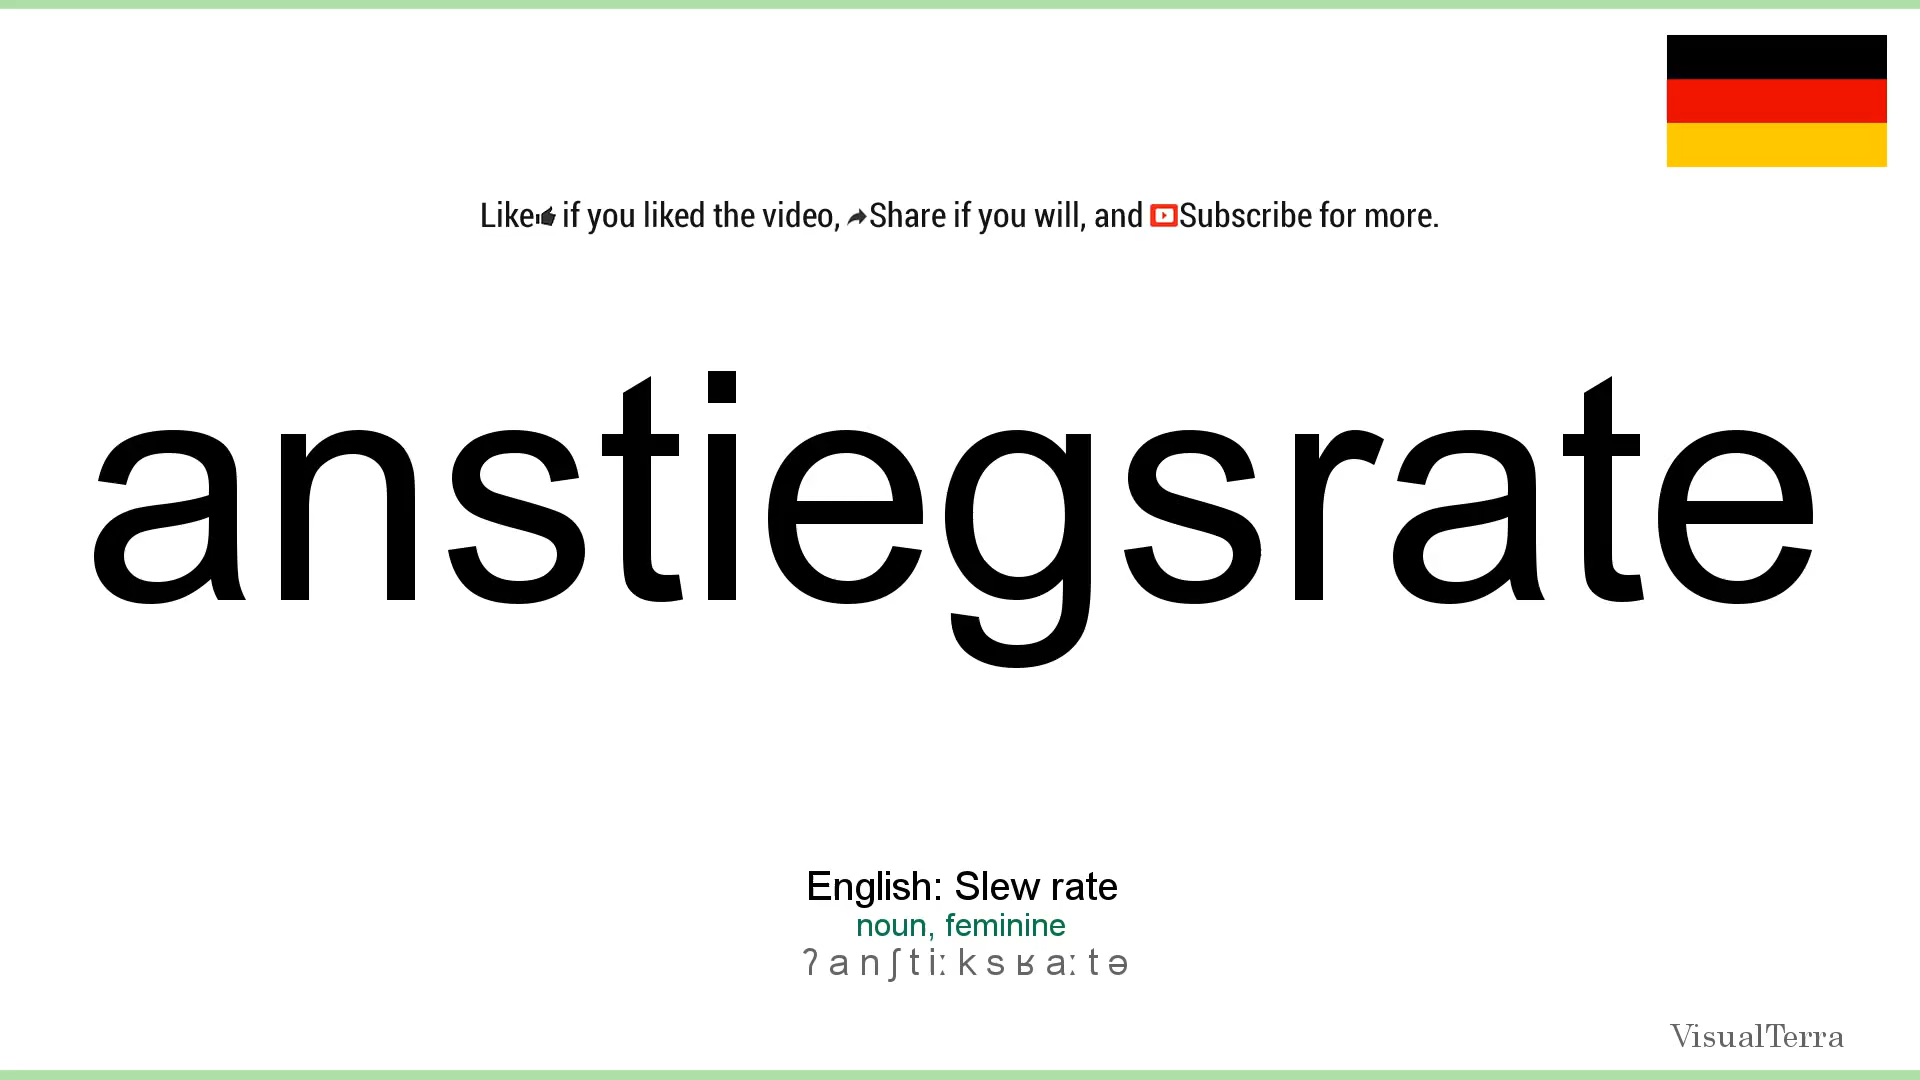 Like if you liked the video, Share if you will, and Subscribe for more.
anstiegsrate
English: Slew rate
noun, feminine
ʔ a n ʃ t iː k s ʁ aː t ə
VisualTerra